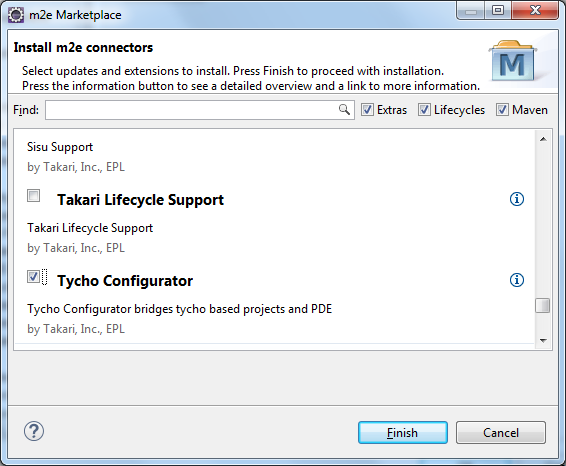 m2e Marketplace
Install m2e connectors
Select updates and extensions to install. Press Finish to proceed with installation.
Press the information button to see a detailed overview and a link to more information.
M
Find:
Extras
Lifecycles
Maven
Sisu Support
by Takari, Inc., EPL
Takari Lifecycle Support
Takari Lifecycle Support
by Takari, Inc., EPL
Tycho Configurator
Tycho Configurator bridges tycho based projects and PDE
by Takari, Inc., EPL
?
Finish
Cancel